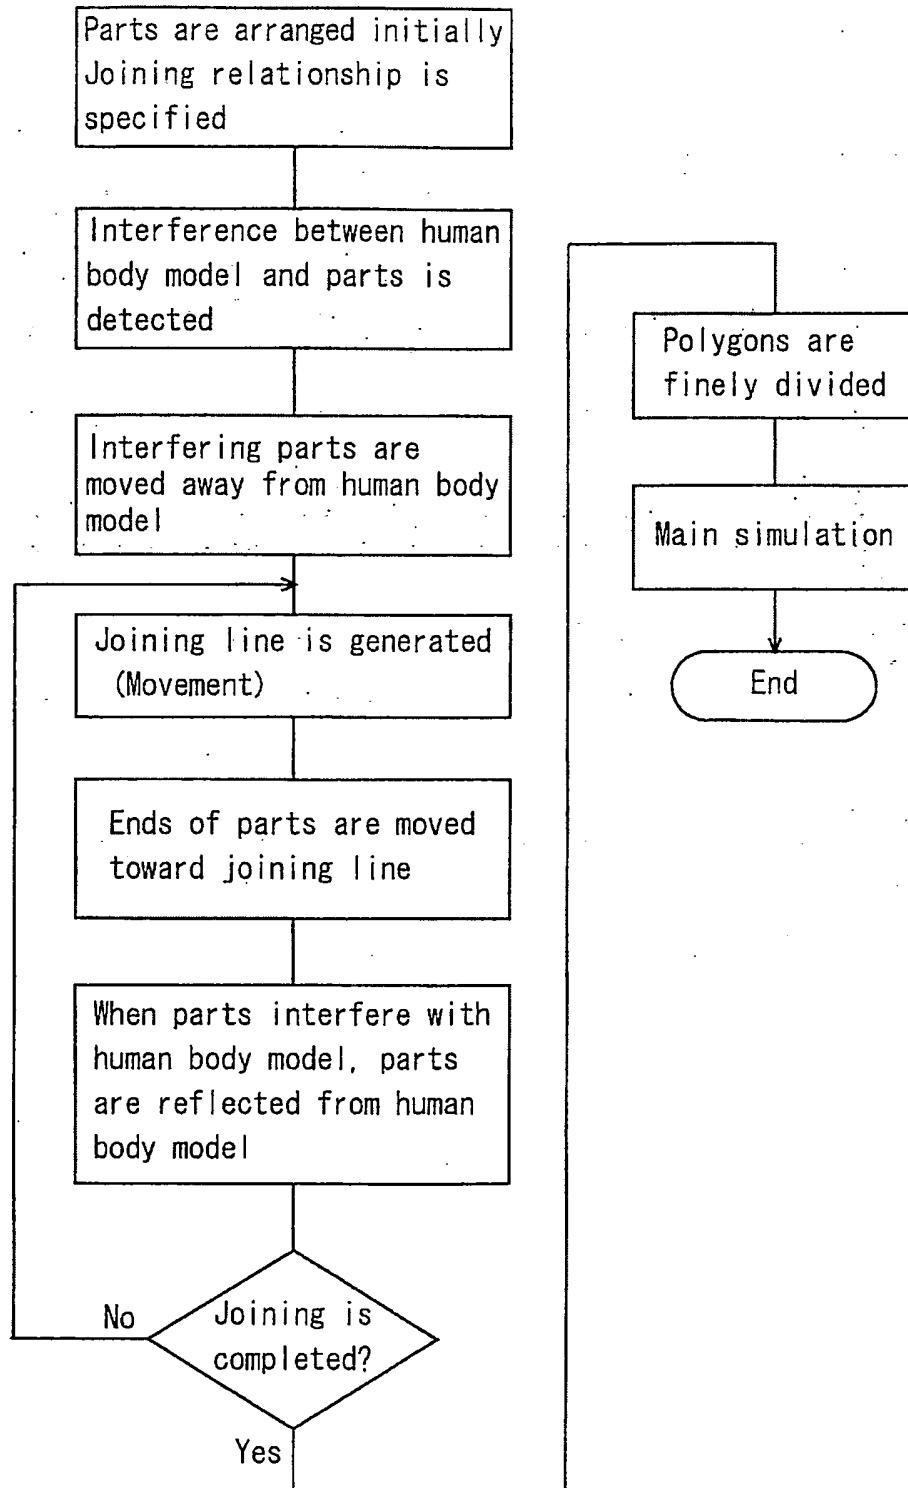 Parts are arranged initially
Joining relationship is
specified
Interference between human
body model and parts is
detected
Interfering parts are
moved away from human body
model
Joining line is generated
(Movement)
Ends of parts are moved
toward joining line
When parts interfere with
human body model, parts
are reflected from human
body model
Joining is
completed?
No
Yes
Polygons are
finely divided
Main simulation
End